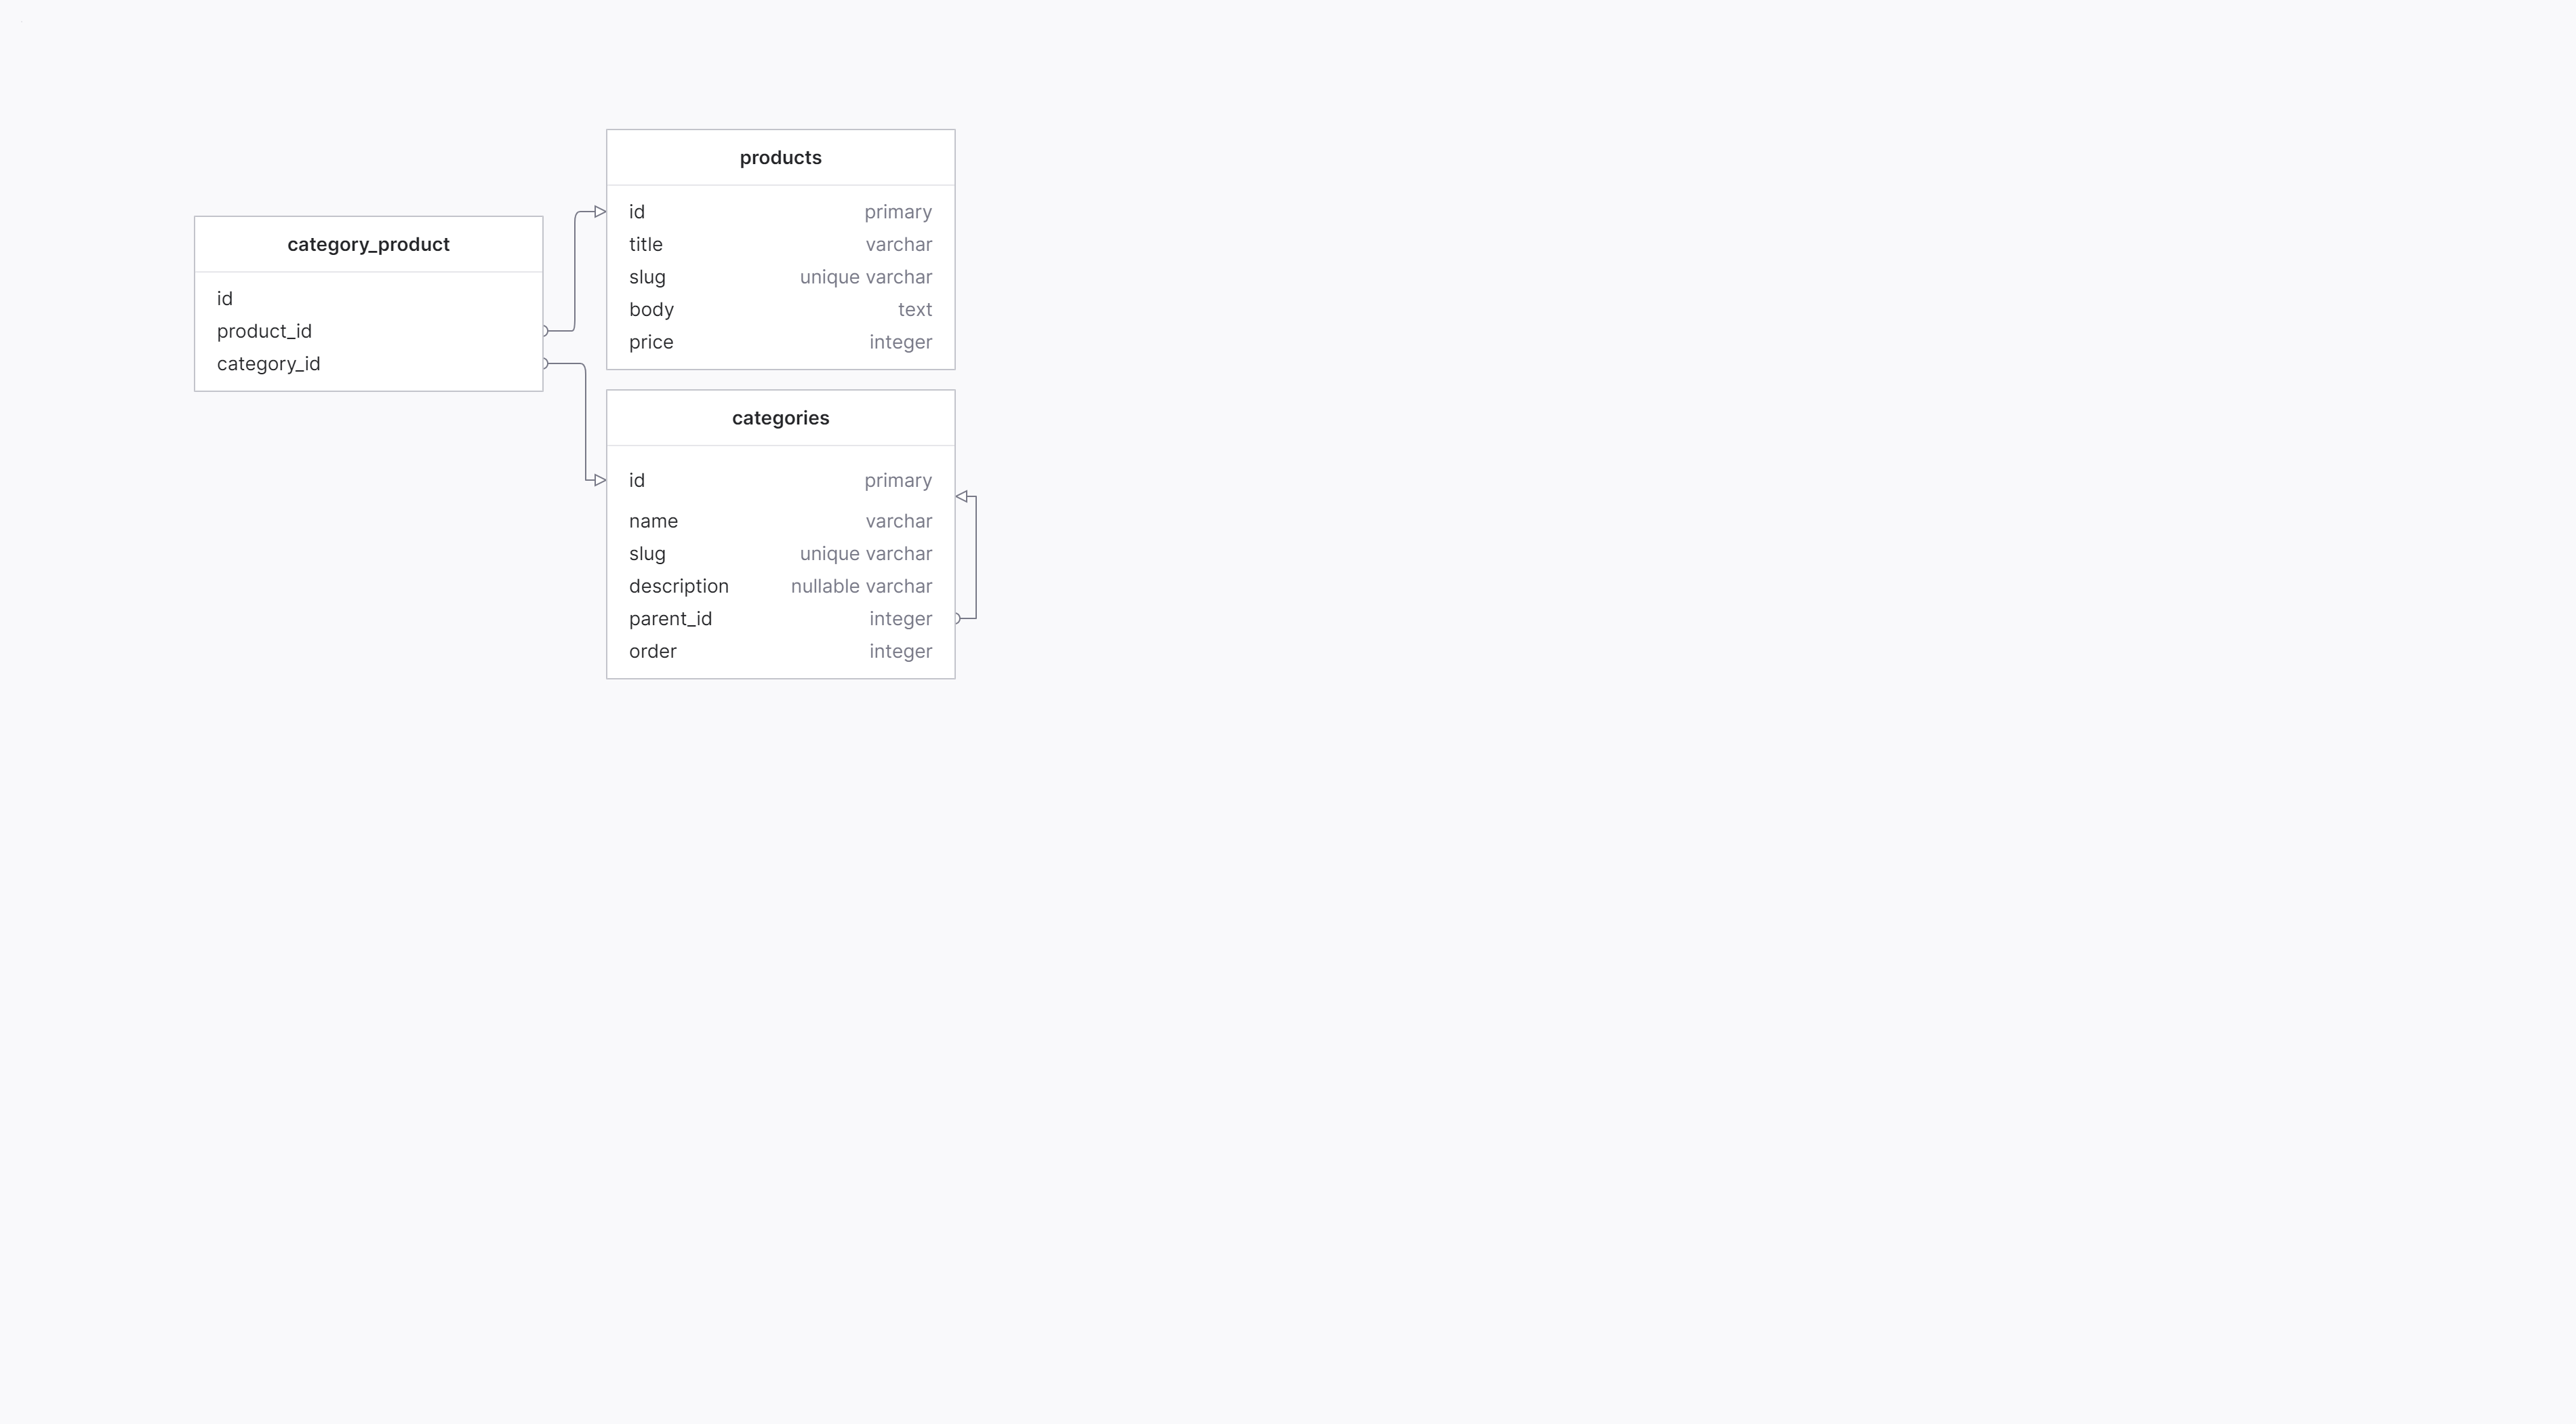 products
id primary
title varchar
slug unique varchar
body text
price integer
category_product
id
product_id
category_id
categories
id primary
name varchar
slug unique varchar
description nullable varchar
parent_id integer
order integer